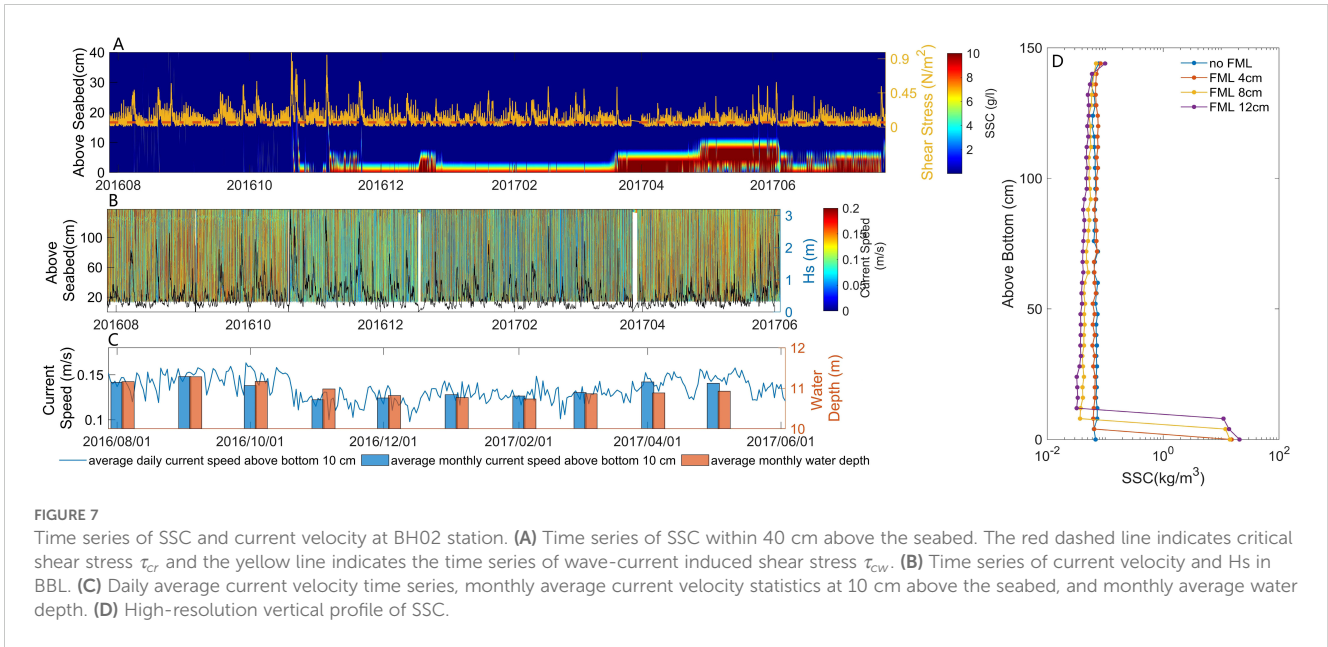 A
40
30
20
10
0
Above Seabed(cm)
201608
201610
201612
201702
201704
201706
0.9
0.45
0
Shear Stress (N/m²)
10
8
6
4
2
SSC (g/l)
B
100
60
20
Above
Seabed(cm)
201608
201610
201612
201702
201704
201706
3
2
1
0
Hs (m)
0.2
0.15
0.1
0.05
0
Current Speed
(m/s)
C
0.15
0.1
Current
Speed (m/s)
2016/08/01
2016/10/01
2016/12/01
2017/02/01
2017/04/01
2017/06/01
12
11
10
Water
Depth (m)
average daily current speed above bottom 10 cm
average monthly current speed above bottom 10 cm
average monthly water depth
D
150
100
50
0
Above Bottom (cm)
no FML
FML 4cm
FML 8cm
FML 12cm
10⁻²
10⁰
10²
SSC(kg/m³)
FIGURE 7
Time series of SSC and current velocity at BH02 station. (A) Time series of SSC within 40 cm above the seabed. The red dashed line indicates critical
shear stress τcr and the yellow line indicates the time series of wave-current induced shear stress τcw. (B) Time series of current velocity and Hs in
BBL. (C) Daily average current velocity time series, monthly average current velocity statistics at 10 cm above the seabed, and monthly average water
depth. (D) High-resolution vertical profile of SSC.